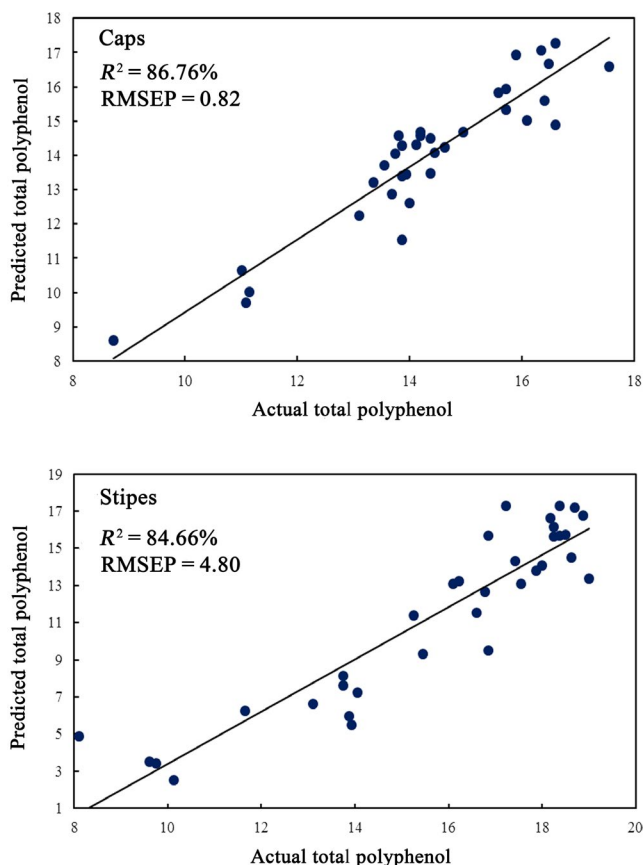 Caps
R² = 86.76%
RMSEP = 0.82
Predicted total polyphenol
18
17
16
15
14
13
12
11
10
9
8
8 10 12 14 16 18
Actual total polyphenol
Stipes
R² = 84.66%
RMSEP = 4.80
Predicted total polyphenol
19
17
15
13
11
9
7
5
3
1
8 10 12 14 16 18 20
Actual total polyphenol